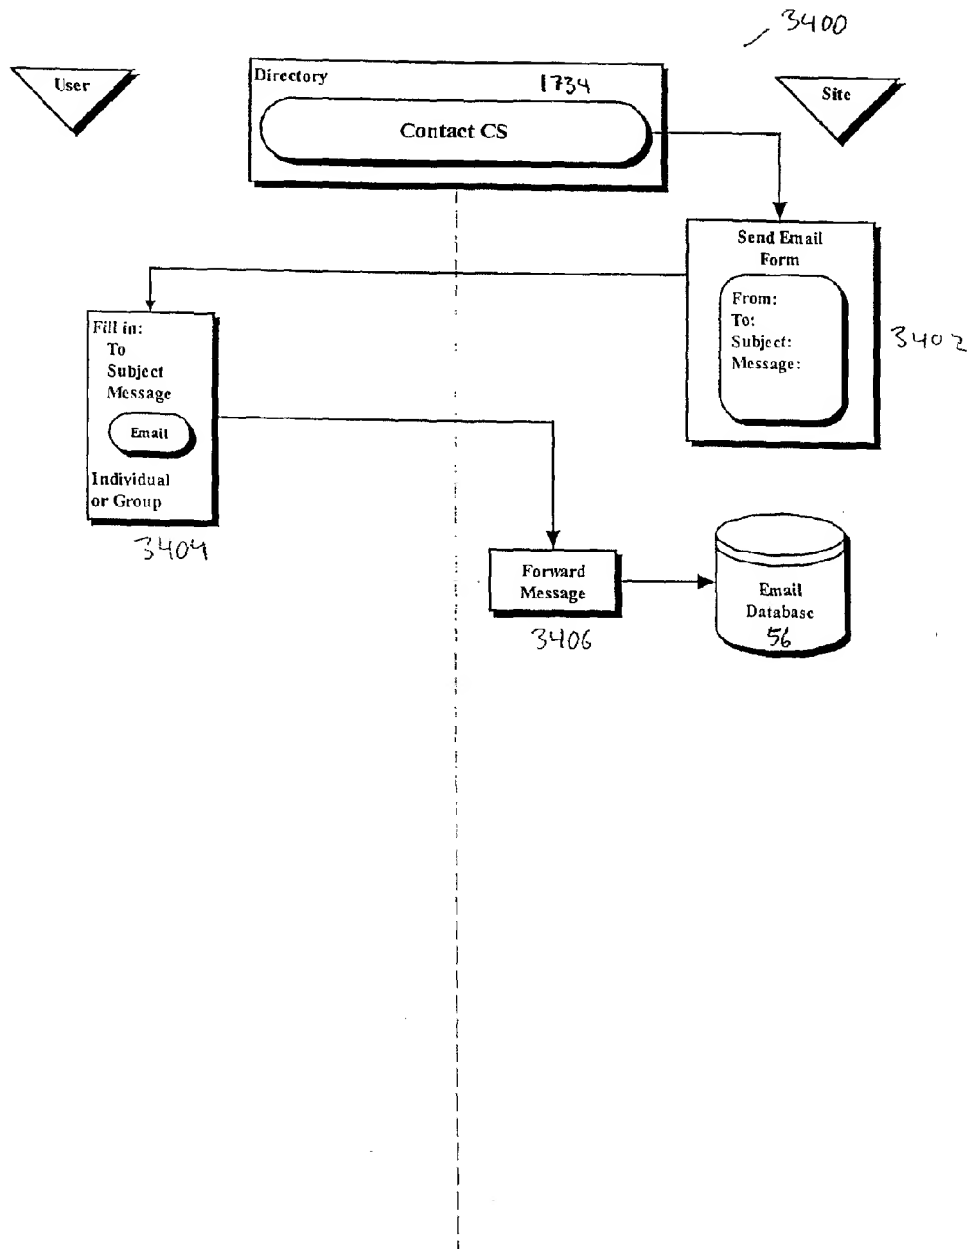 3400
User
Directory
1734
Site
Contact CS
Send Email
Form
From:
To:
Subject:
Message:
3402
Fill in:
To
Subject
Message
Email
Individual
or Group
3404
Forward
Message
3406
Email
Database
56